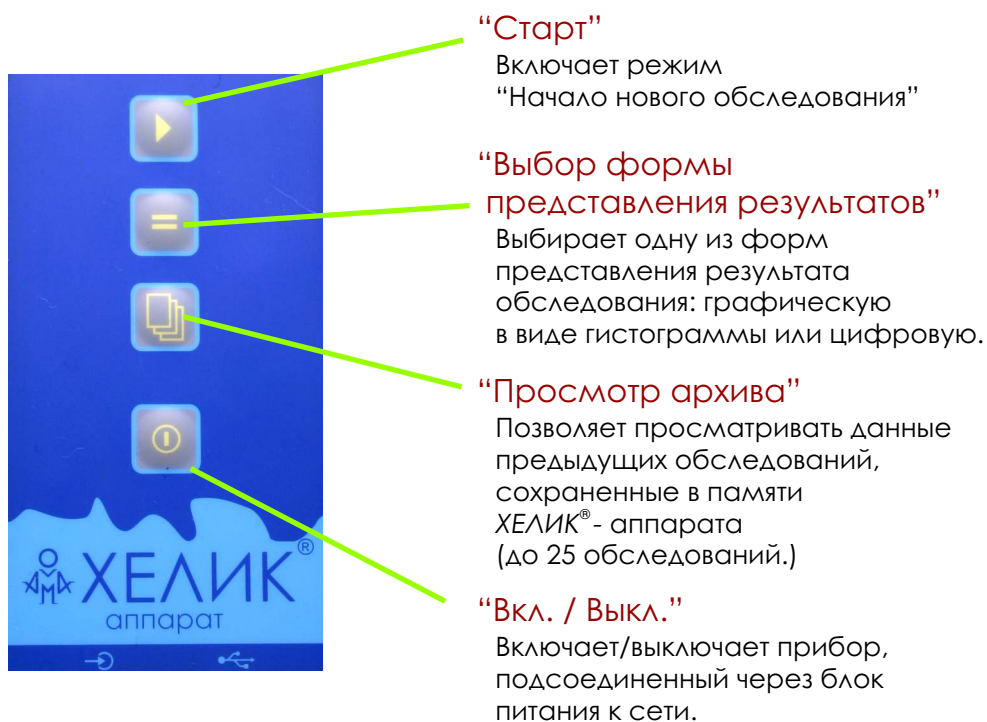 “Старт”
Включает режим
“Начало нового обследования”
“Выбор формы
представления результатов”
Выбирает одну из форм
представления результата
обследования: графическую
в виде гистограммы или цифровую.
“Просмотр архива”
Позволяет просматривать данные
предыдущих обследований,
сохраненные в памяти
ХЕЛИК®- аппарата
(до 25 обследований.)
“Вкл. / Выкл.”
Включает/выключает прибор,
подсоединенный через блок
питания к сети.
АМА ХЕЛИК®
аппарат